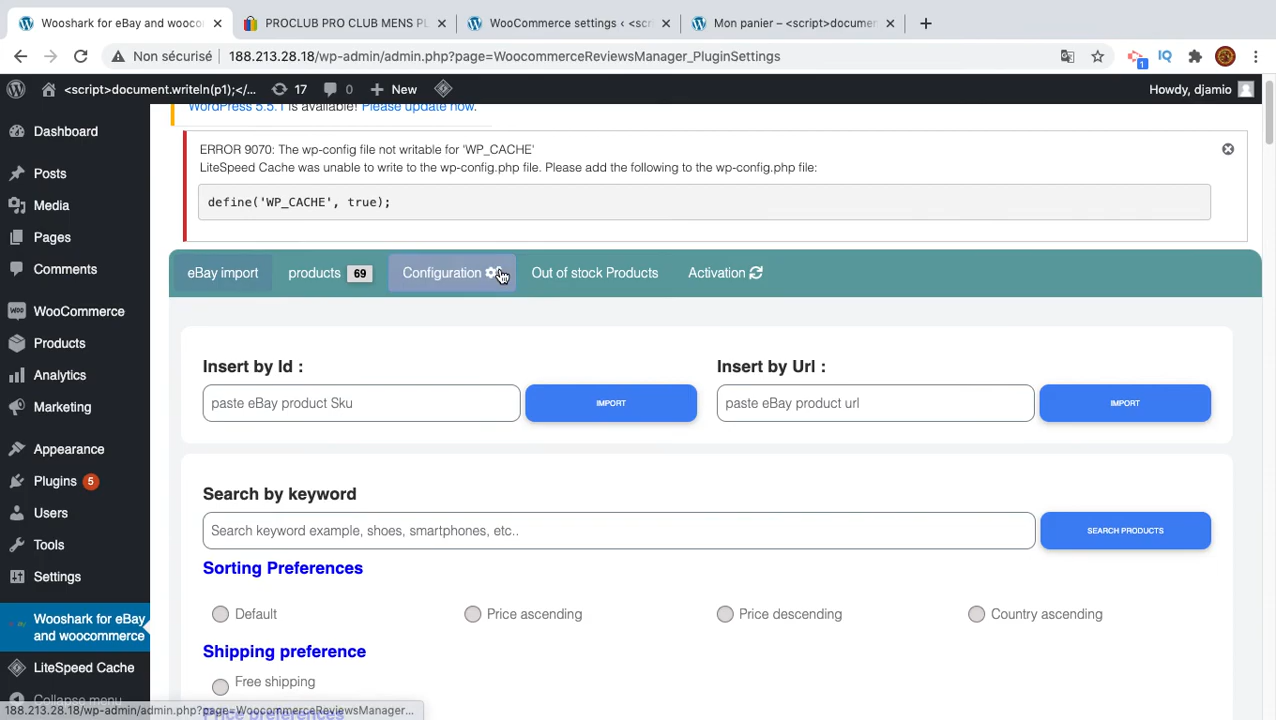 Wooshark for eBay and wooco
PROCLUB PRO CLUB MENS PL
WooCommerce settings ‹ <scri
Mon panier – <script>docume
Non sécurisé
188.213.28.18/wp-admin/admin.php?page=WoocommerceReviewsManager_PluginSettings
1
IQ
<script>document.writeln(p1);</...
17
0
New
Howdy, djamio
WordPress 5.5.1 is available! Please update now.
ERROR 9070: The wp-config file not writable for 'WP_CACHE'
LiteSpeed Cache was unable to write to the wp-config.php file. Please add the following to the wp-config.php file:
define('WP_CACHE', true);
Dashboard
Posts
Media
Pages
Comments
WooCommerce
Products
Analytics
Marketing
Appearance
Plugins 5
Users
Tools
Settings
Wooshark for eBay
and woocommerce
LiteSpeed Cache
Collapse menu
eBay import
products 69
Configuration
Out of stock Products
Activation
Insert by Id :
Insert by Url :
paste eBay product Sku
IMPORT
paste eBay product url
IMPORT
Search by keyword
Search keyword example, shoes, smartphones, etc..
SEARCH PRODUCTS
Sorting Preferences
Default
Price ascending
Price descending
Country ascending
Shipping preference
Free shipping
Price preferences
188.213.28.18/wp-admin/admin.php?page=WoocommerceReviewsManager...